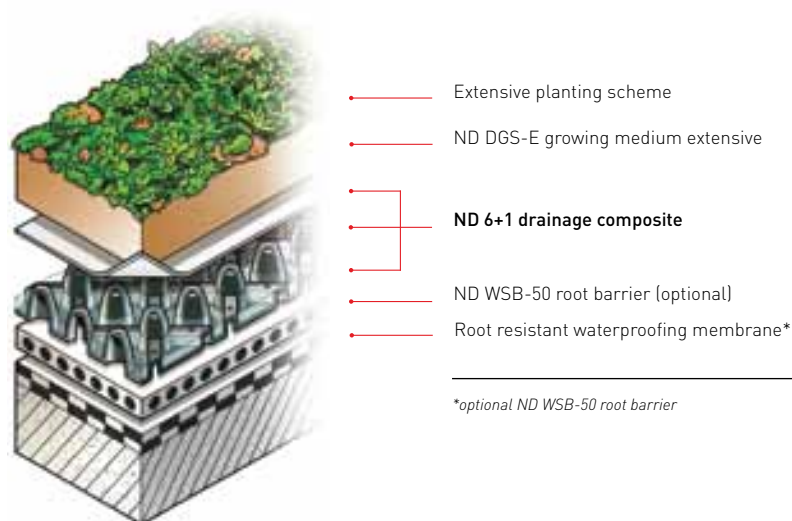 Extensive planting scheme
ND DGS-E growing medium extensive
ND 6+1 drainage composite
ND WSB-50 root barrier (optional)
Root resistant waterproofing membrane*
*optional ND WSB-50 root barrier